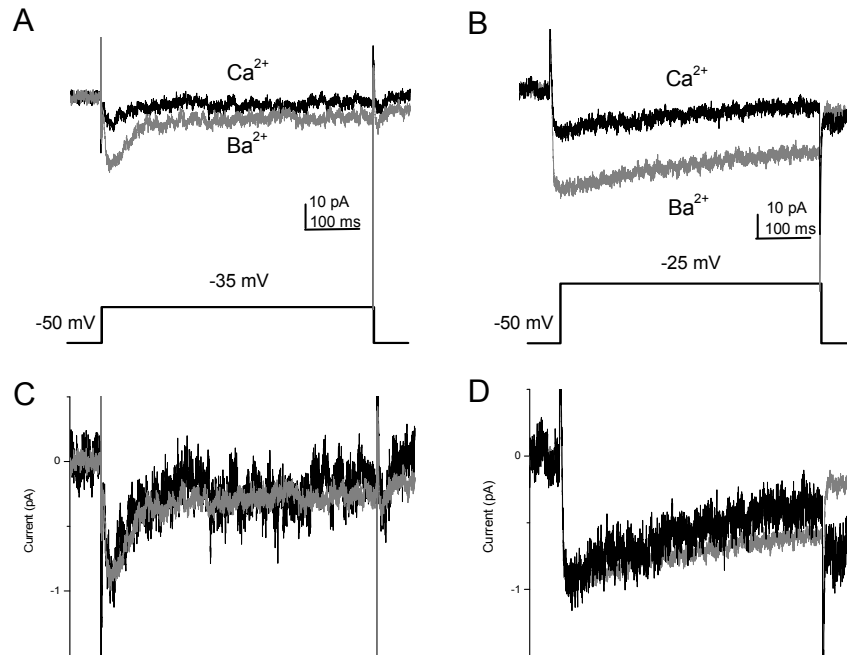 A
Ca²⁺
Ba²⁺
10 pA
100 ms
-35 mV
-50 mV
B
Ca²⁺
Ba²⁺
10 pA
100 ms
-25 mV
-50 mV
C
0
-1
Current (pA)
D
0
-1
Current (pA)